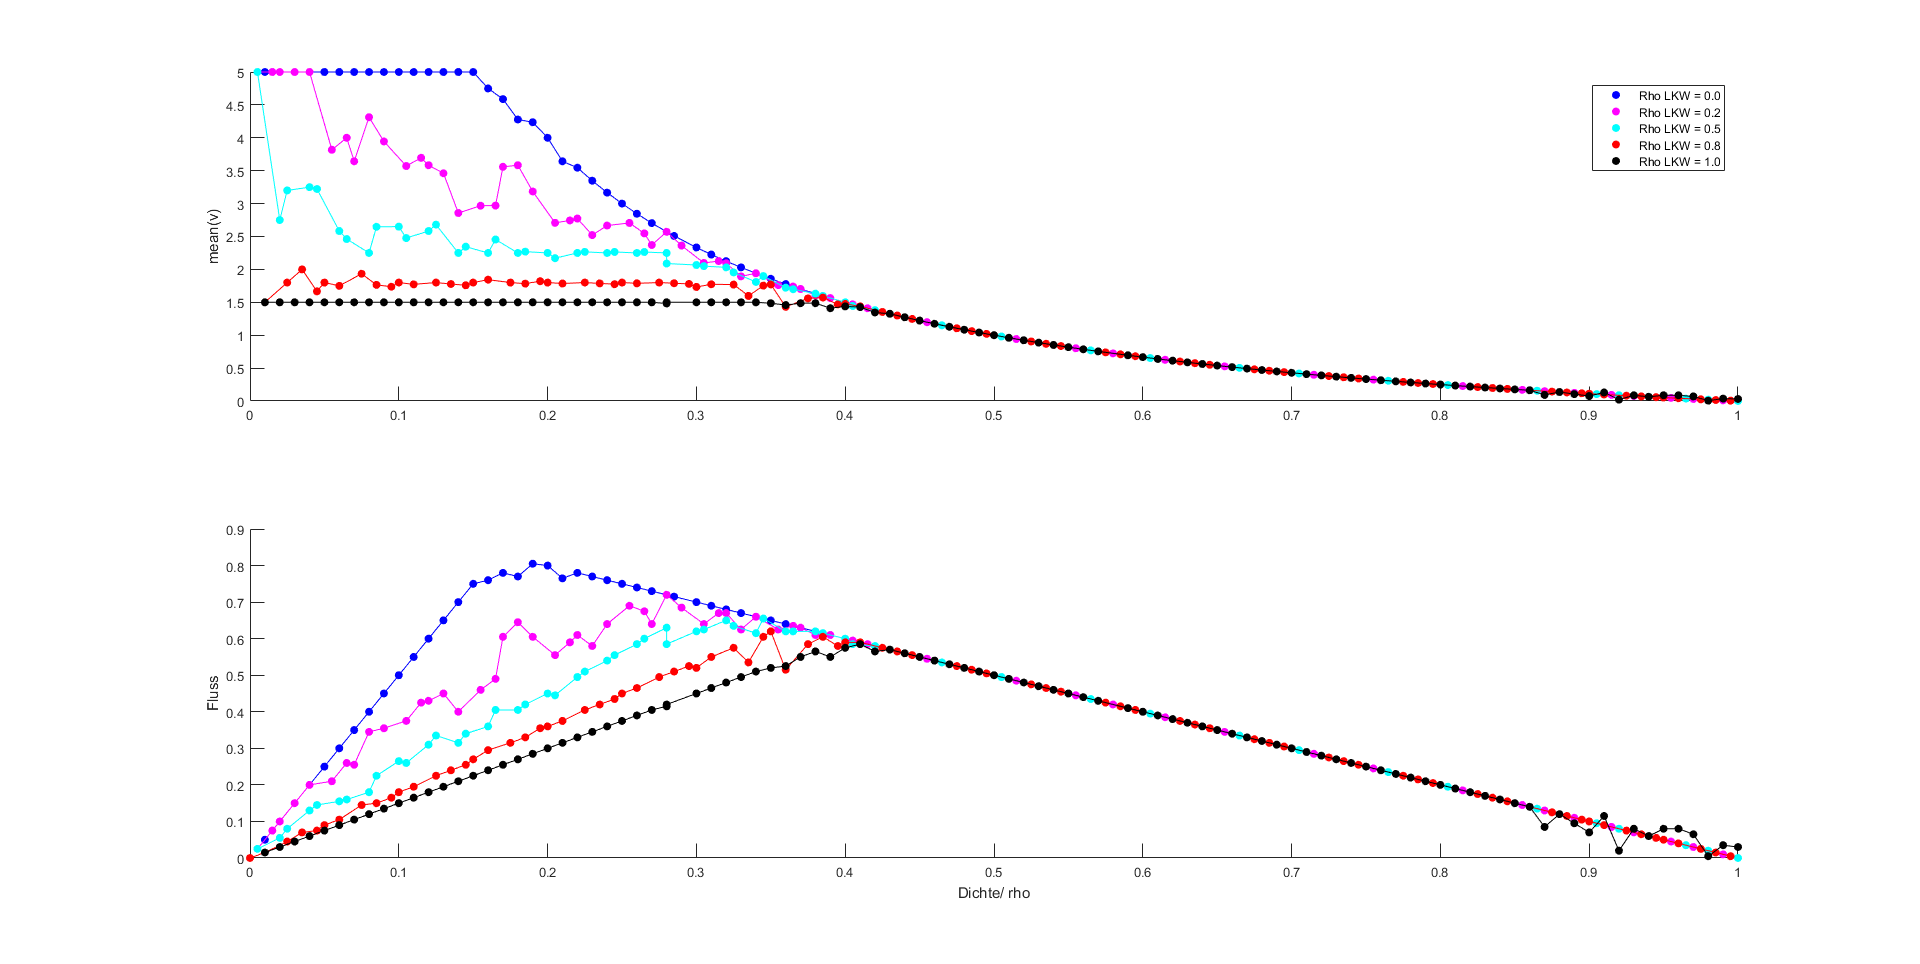 5
4.5
4
3.5
3
2.5
2
1.5
1
0.5
0
mean(v)
0 0.1 0.2 0.3 0.4 0.5 0.6 0.7 0.8 0.9 1
Rho LKW = 0.0
Rho LKW = 0.2
Rho LKW = 0.5
Rho LKW = 0.8
Rho LKW = 1.0
0.9
0.8
0.7
0.6
0.5
0.4
0.3
0.2
0.1
0
Fluss
0 0.1 0.2 0.3 0.4 0.5 0.6 0.7 0.8 0.9 1
Dichte/ rho